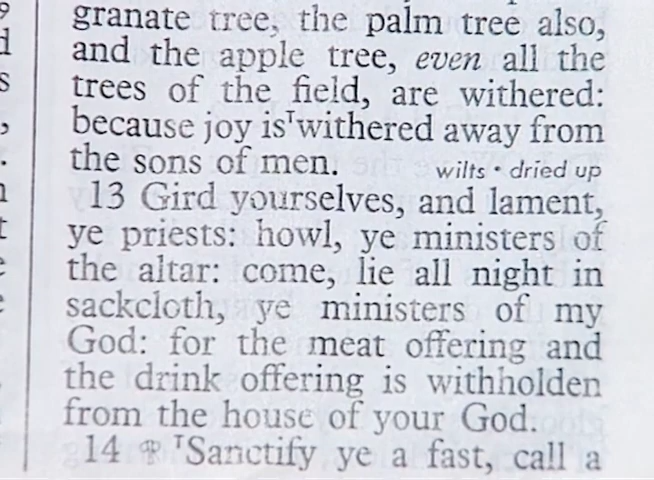 granate tree, the palm tree also,
and the apple tree, even all the
trees of the field, are withered:
because joy is ᵀwithered away from
the sons of men. wilts • dried up
13 Gird yourselves, and lament,
ye priests: howl, ye ministers of
the altar: come, lie all night in
sackcloth, ye ministers of my
God: for the meat offering and
the drink offering is withholden
from the house of your God.
14 ᵀSanctify ye a fast, call a